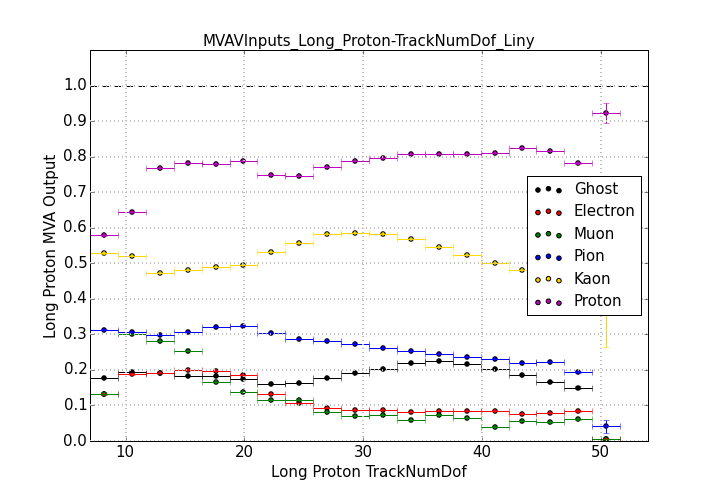 MVAVInputs_Long_Proton-TrackNumDof_Liny
Long Proton MVA Output
1.0
0.9
0.8
0.7
0.6
0.5
0.4
0.3
0.2
0.1
0.0
Ghost
Electron
Muon
Pion
Kaon
Proton
10 20 30 40 50
Long Proton TrackNumDof